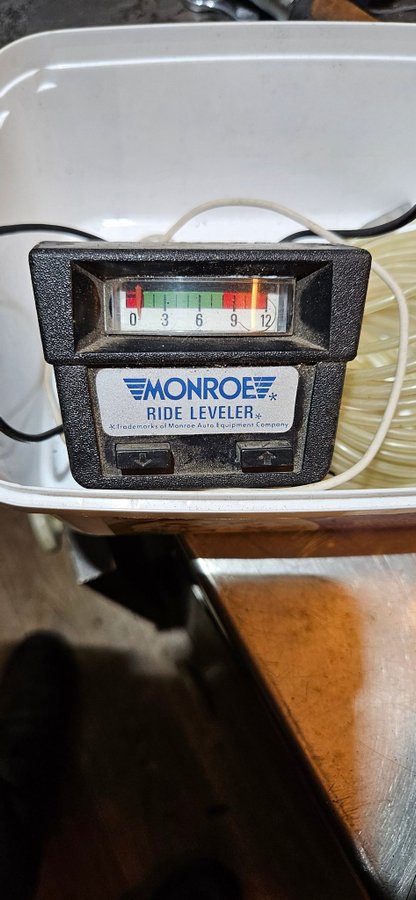 0 3 6 9 12
MONROE*
RIDE LEVELER*
*Trademarks of Monroe Auto Equipment Company